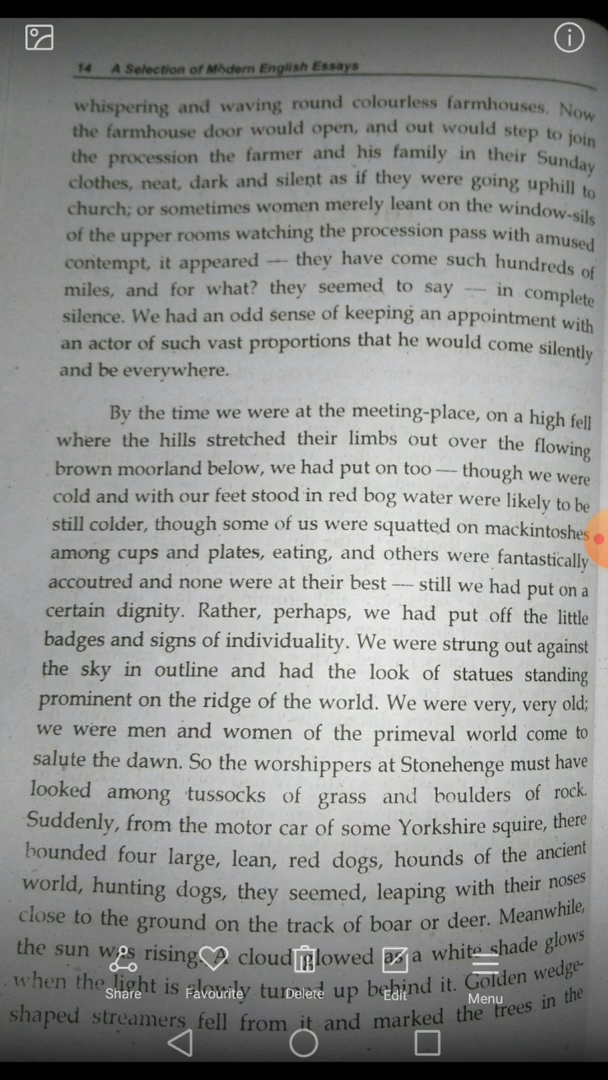 14 A Selection of Modern English Essays
whispering and waving round colourless farmhouses. Now
the farmhouse door would open, and out would step to join
the procession the farmer and his family in their Sunday
clothes, neat, dark and silent as if they were going uphill to
church; or sometimes women merely leant on the window-sils
of the upper rooms watching the procession pass with amused
contempt, it appeared — they have come such hundreds of
miles, and for what? they seemed to say — in complete
silence. We had an odd sense of keeping an appointment with
an actor of such vast proportions that he would come silently
and be everywhere.
By the time we were at the meeting-place, on a high fell
where the hills stretched their limbs out over the flowing
brown moorland below, we had put on too — though we were
cold and with our feet stood in red bog water were likely to be
still colder, though some of us were squatted on mackintoshes
among cups and plates, eating, and others were fantastically
accoutred and none were at their best — still we had put on a
certain dignity. Rather, perhaps, we had put off the little
badges and signs of individuality. We were strung out against
the sky in outline and had the look of statues standing
prominent on the ridge of the world. We were very, very old;
we were men and women of the primeval world come to
salute the dawn. So the worshippers at Stonehenge must have
looked among tussocks of grass and boulders of rock.
Suddenly, from the motor car of some Yorkshire squire, there
bounded four large, lean, red dogs, hounds of the ancient
world, hunting dogs, they seemed, leaping with their noses
close to the ground on the track of boar or deer. Meanwhile,
the sun was rising. A cloud glowed as a white shade glows
when the light is slowily turned up behind it. Golden wedge-
shaped streamers fell from it and marked the trees in the
Share Favourite Delete Edit Menu